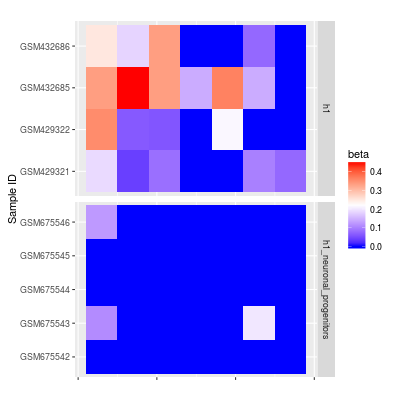 GSM432686
GSM432685
GSM429322
GSM429321
h1
GSM675546
GSM675545
GSM675544
GSM675543
GSM675542
h1_neuronal_progenitors
Sample ID
beta
0.4
0.3
0.2
0.1
0.0